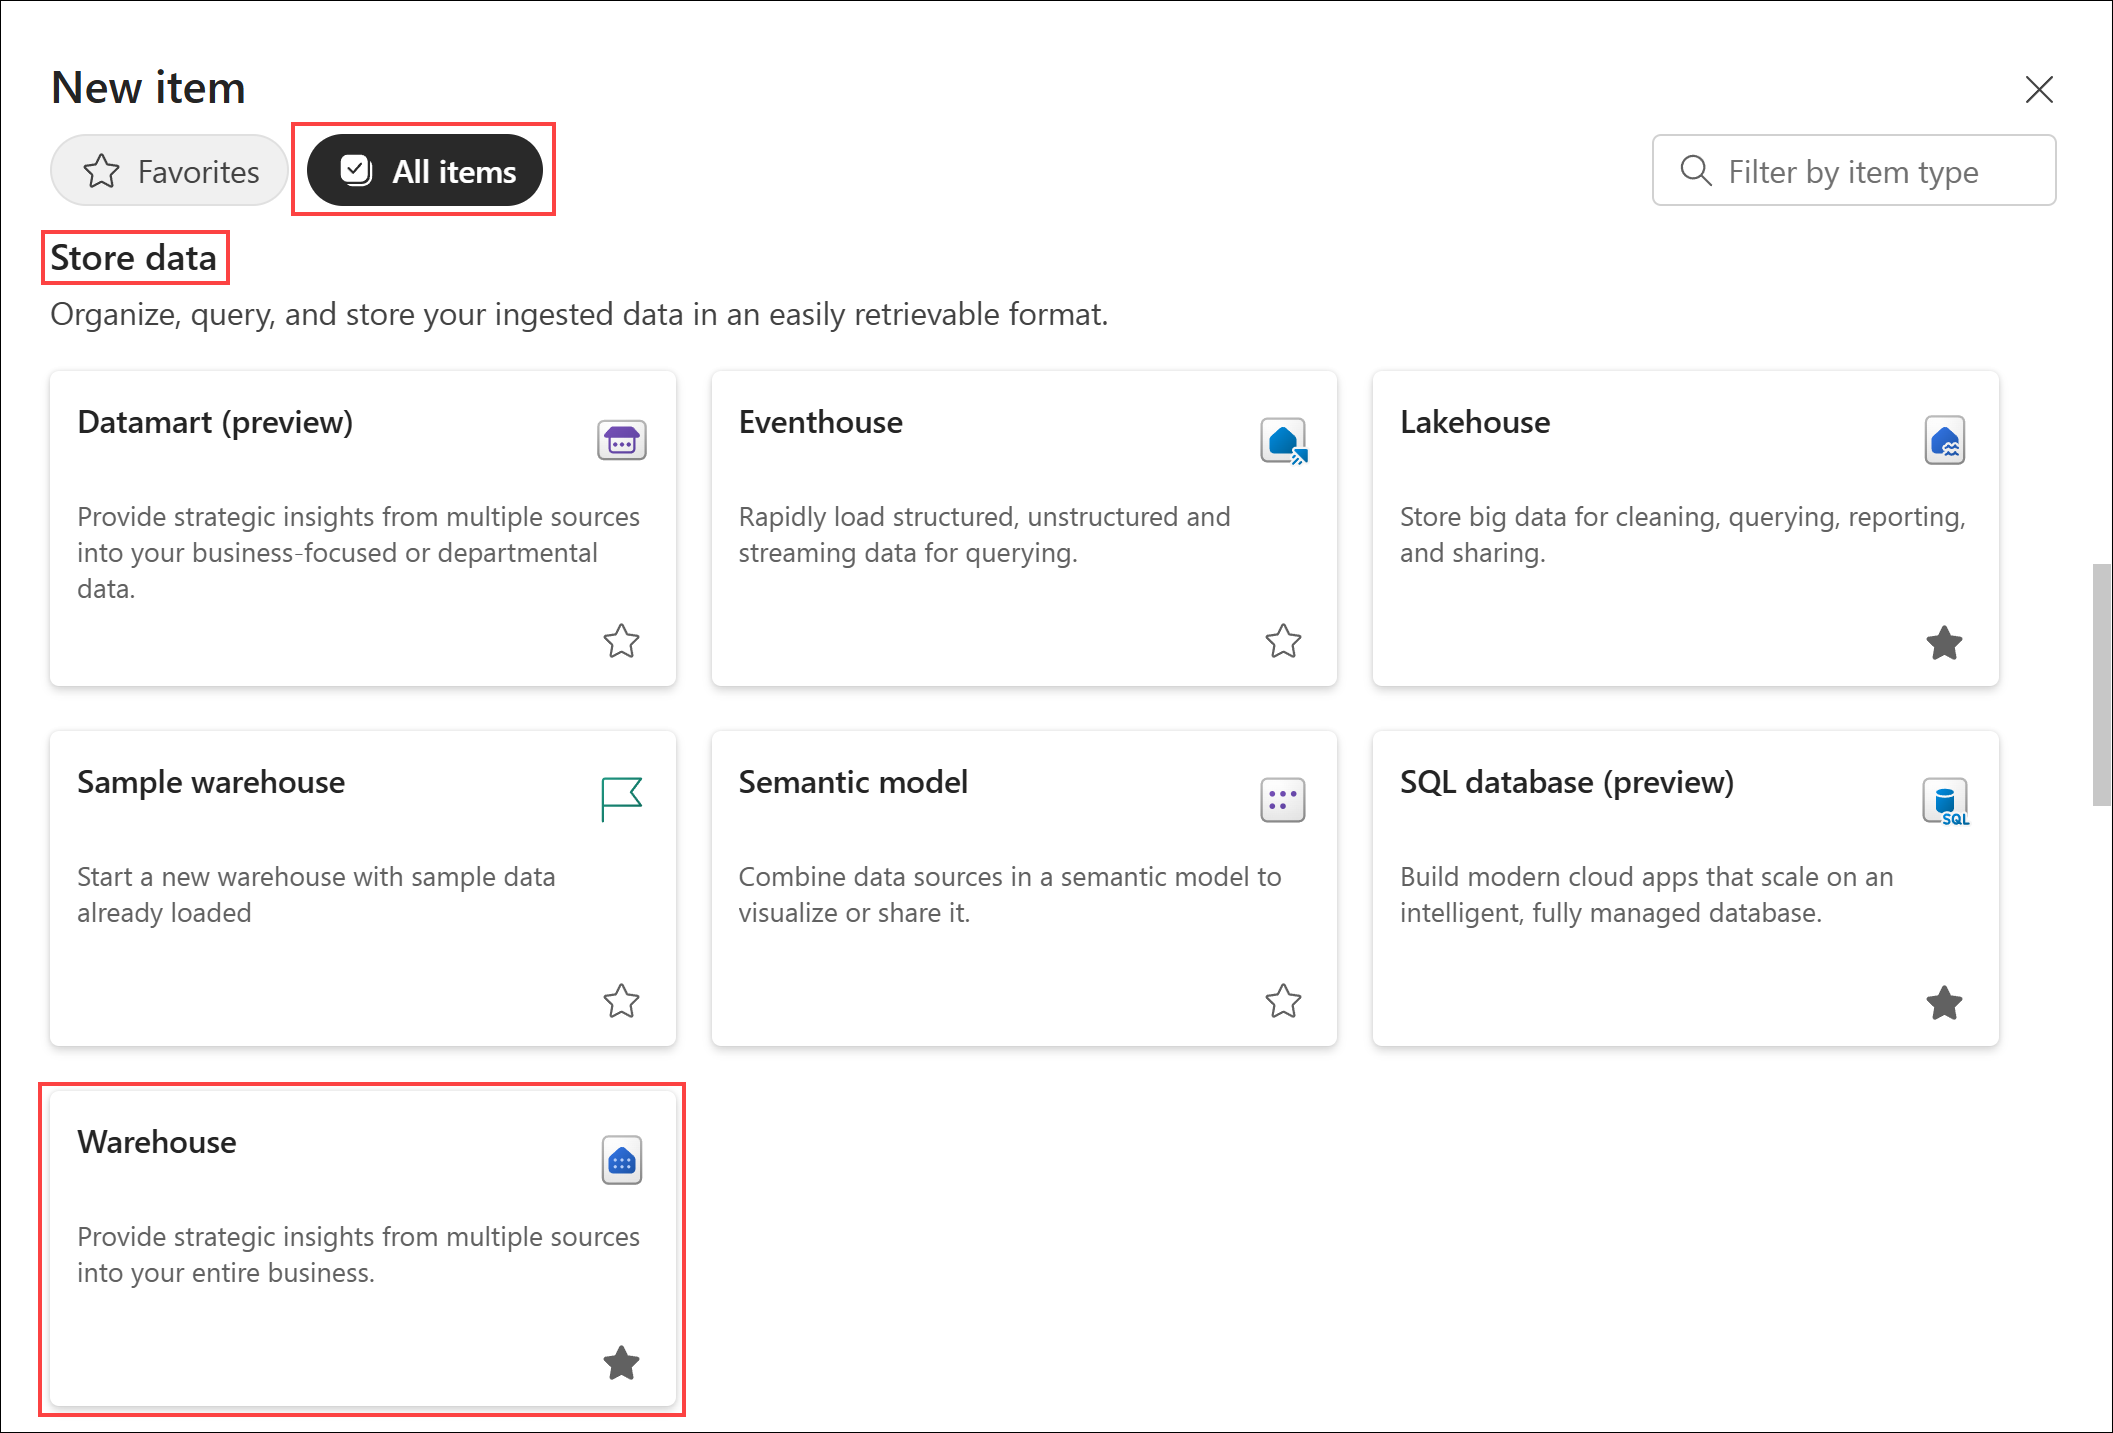 New item
Favorites
All items
Filter by item type
Store data
Organize, query, and store your ingested data in an easily retrievable format.
Datamart (preview)
Provide strategic insights from multiple sources
into your business-focused or departmental
data.
Eventhouse
Rapidly load structured, unstructured and
streaming data for querying.
Lakehouse
Store big data for cleaning, querying, reporting,
and sharing.
Sample warehouse
Start a new warehouse with sample data
already loaded
Semantic model
Combine data sources in a semantic model to
visualize or share it.
SQL database (preview)
SQL
Build modern cloud apps that scale on an
intelligent, fully managed database.
Warehouse
Provide strategic insights from multiple sources
into your entire business.